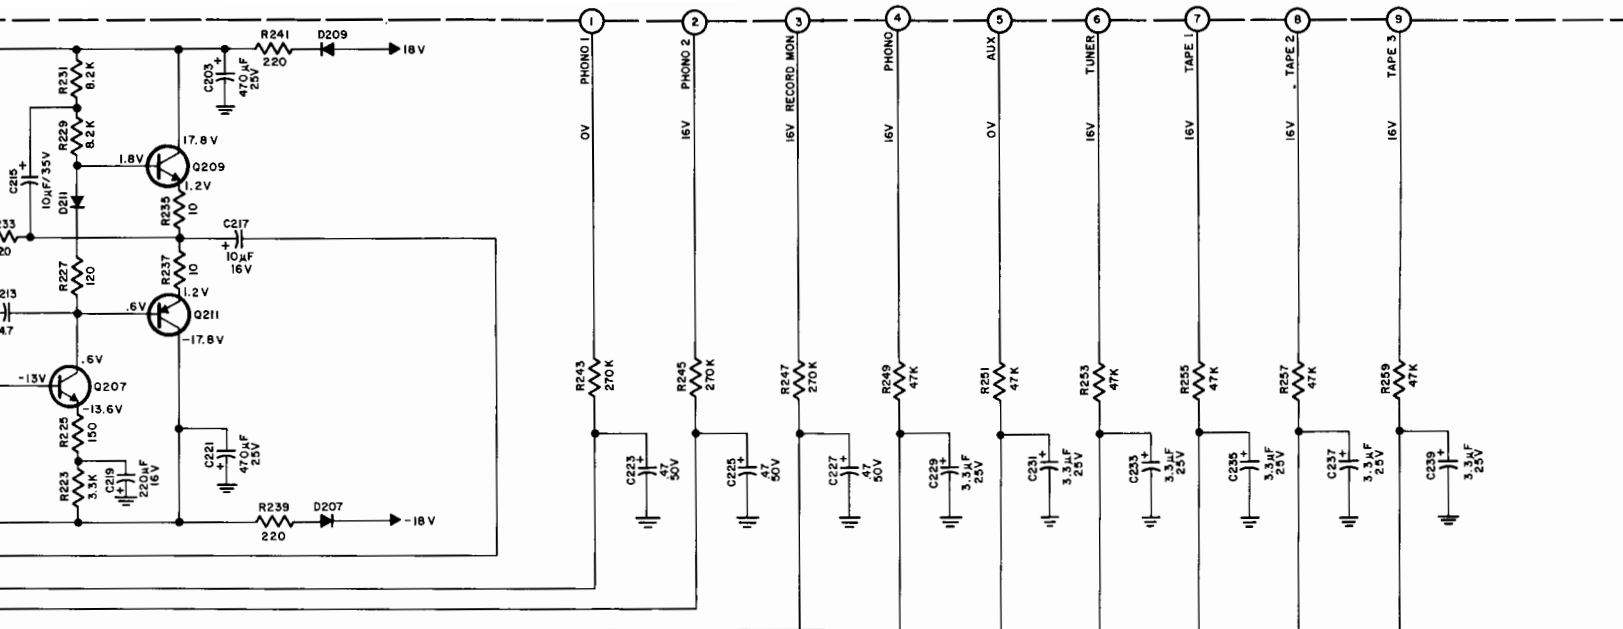 1 2 3 4 5 6 7 8 9
PHONO 1
PHONO 2
RECORD MON
PHONO
AUX
TUNER
TAPE 1
TAPE 2
TAPE 3
0V
16V
16V
16V
0V
16V
16V
16V
16V
R241
220
D209
18V
R231
8.2K
C203
+
470µF
25V
R229
8.2K
17.8V
1.8V
Q209
C215
+
10µF/35V
D211
1.2V
R235
10
233
20
C217
+
10µF
16V
R227
120
R237
10
1.2V
213
47
.6V
Q211
-17.8V
.6V
-13V
Q207
-13.6V
R225
150
R223
3.3K
C219
+
220µF
16V
C221
+
470µF
25V
R239
220
D207
-18V
R243
270K
R245
270K
R247
270K
R249
47K
R251
47K
R253
47K
R255
47K
R257
47K
R259
47K
C223
+
.47
50V
C225
+
.47
50V
C227
+
.47
50V
C229
+
3.3µF
25V
C231
+
3.3µF
25V
C233
+
3.3µF
25V
C235
+
3.3µF
25V
C237
+
3.3µF
25V
C239
+
3.3µF
25V